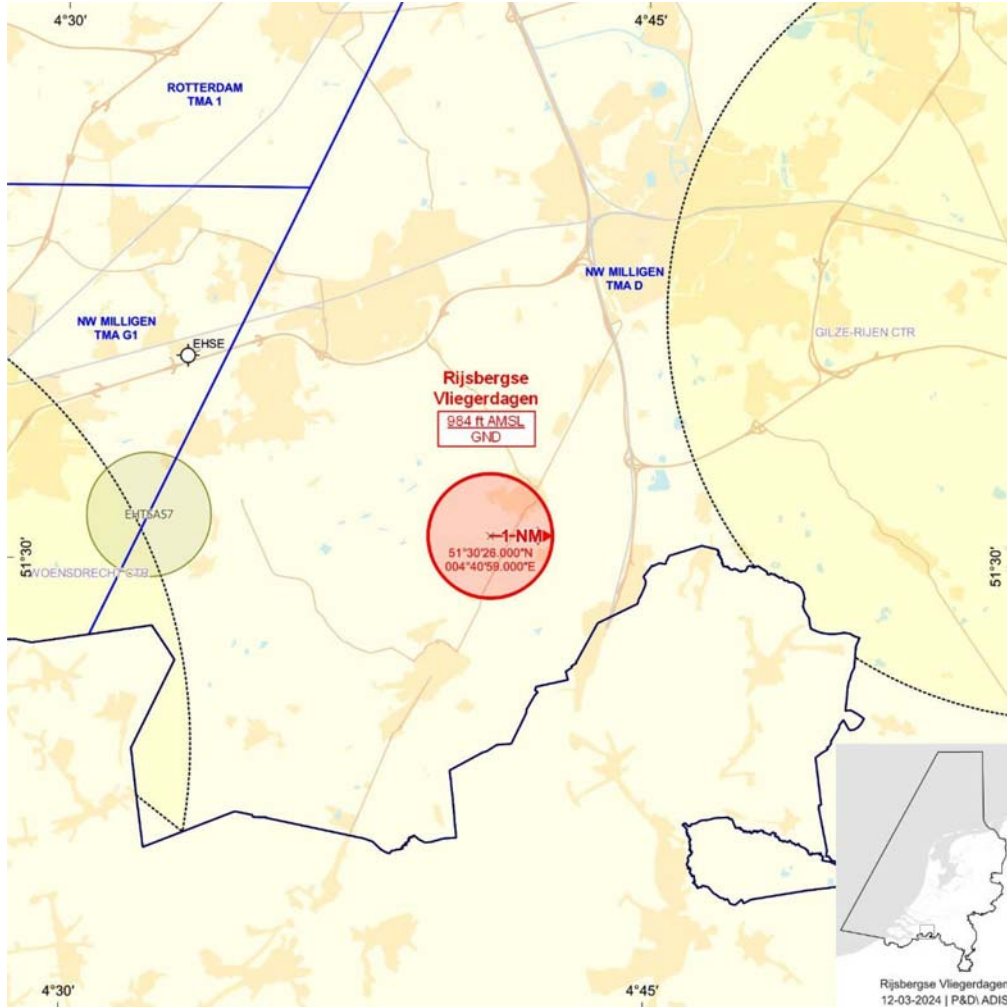 4°30'
4°45'
ROTTERDAM
TMA 1
NW MILLIGEN
TMA D
NW MILLIGEN
TMA G1
GILZE-RIJEN CTR
EHSE
Rijsbergse
Vliegerdagen
984 ft AMSL
GND
EHTSA57
1 NM
51°30'26.000"N
004°40'59.000"E
51°30'
51°30'
WOENSDRECHT CTR
4°30'
4°45'
Rijsbergse Vliegerdagen
12-03-2024 | P&D\ ADIS